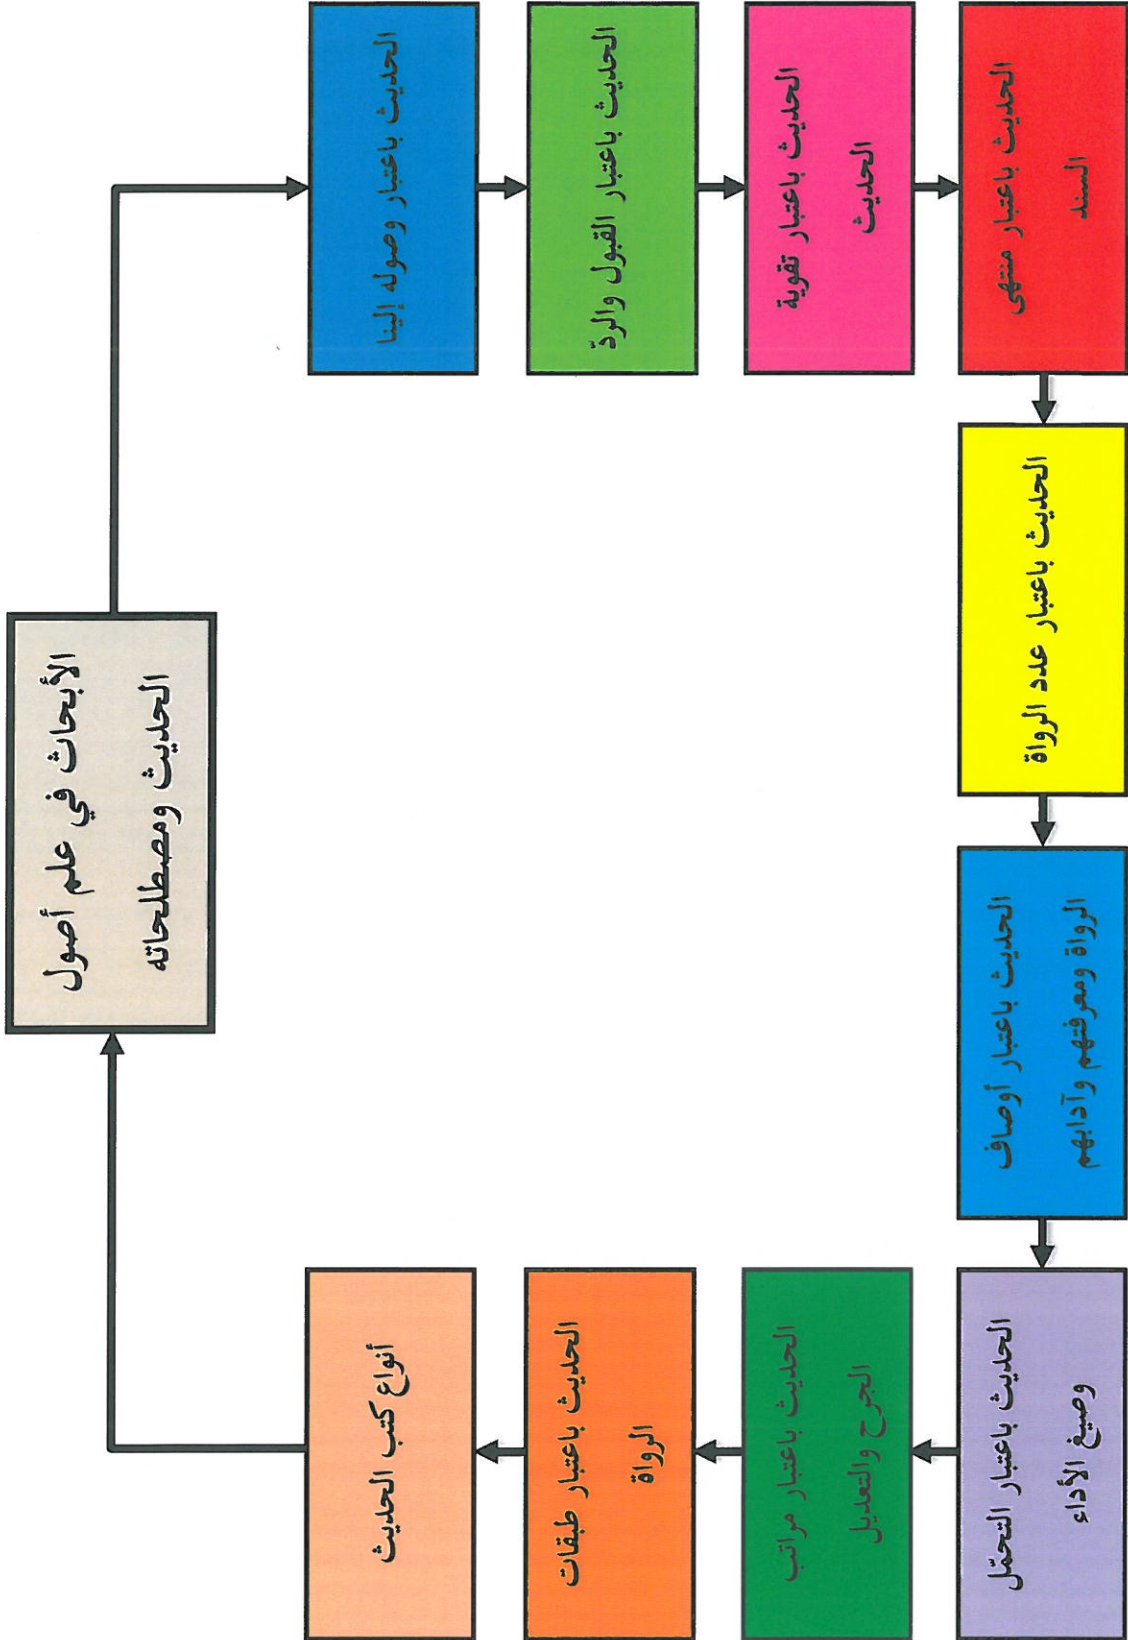 الأبحاث في علم أصول
الحديث ومصطلحاته
الحديث باعتبار وصوله إلينا
الحديث باعتبار القبول والردّ
الحديث باعتبار تقوية
الحديث
الحديث باعتبار منتهى
السند
الحديث باعتبار عدد الرواة
الحديث باعتبار أوصاف
الرواة ومعرفتهم وآدابهم
الحديث باعتبار التحمّل
وصيغ الأداء
الحديث باعتبار مراتب
الجرح والتعديل
الحديث باعتبار طبقات
الرواة
أنواع كتب الحديث